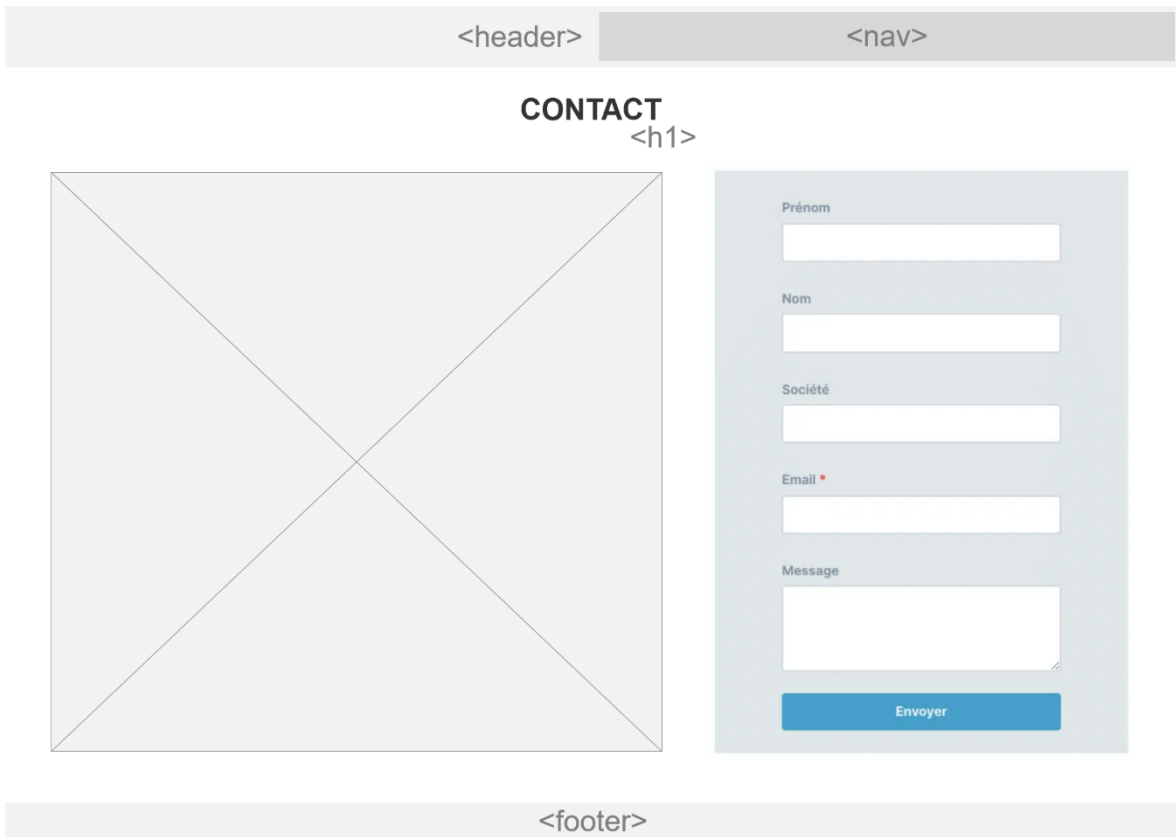 <header>
<nav>
CONTACT
<h1>
Prénom
Nom
Société
Email *
Message
Envoyer
<footer>